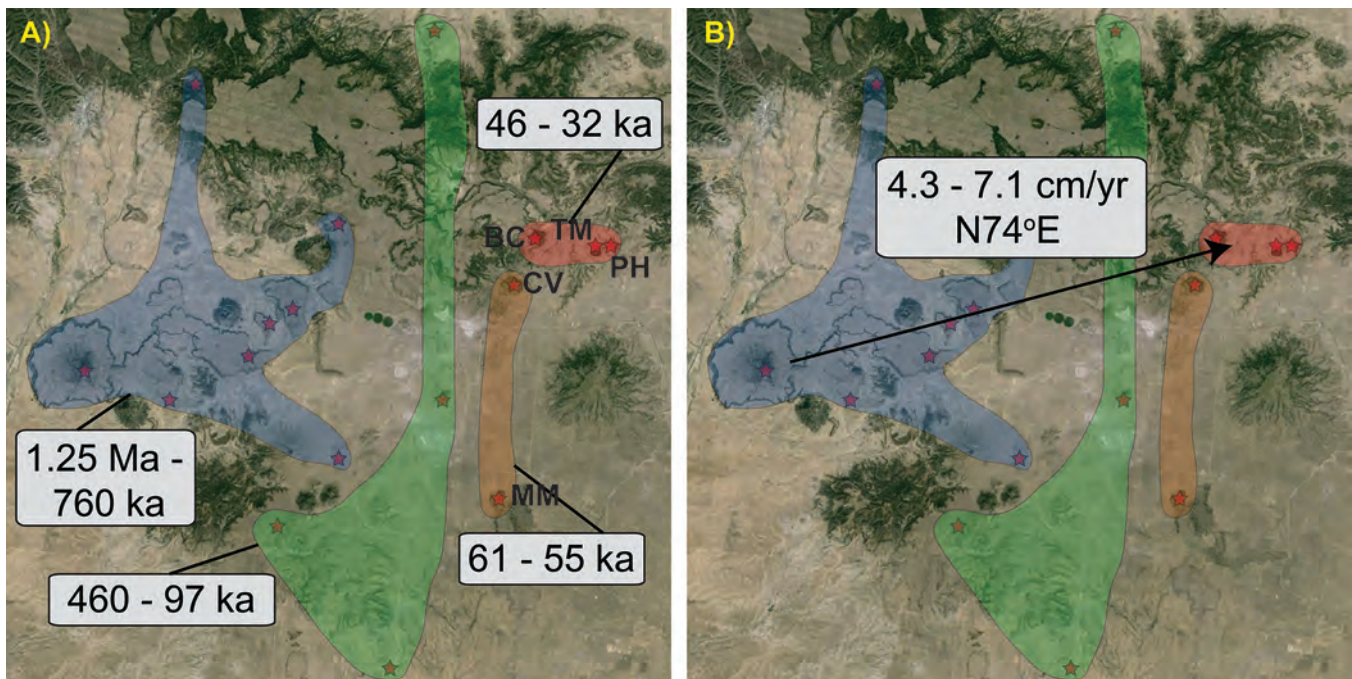 A)
46 - 32 ka
BC
TM
PH
CV
1.25 Ma -
760 ka
MM
61 - 55 ka
460 - 97 ka
B)
4.3 - 7.1 cm/yr
N74°E